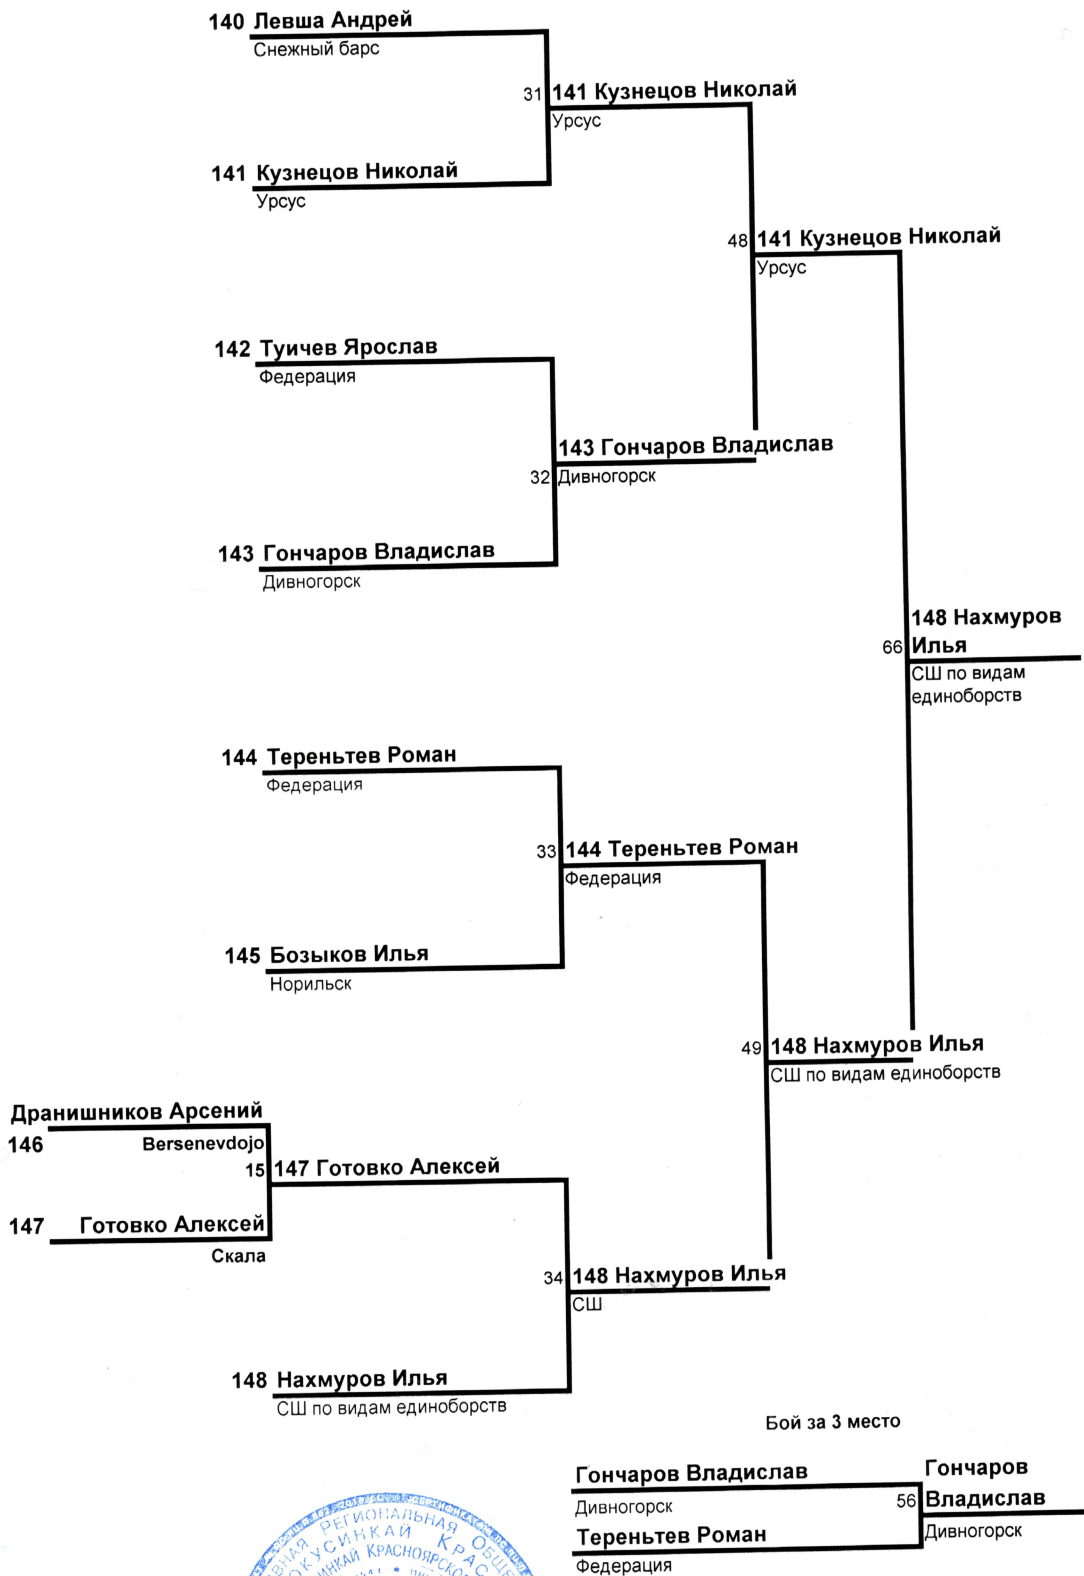 140 Левша Андрей
Снежный барс
31 141 Кузнецов Николай
Урсус
141 Кузнецов Николай
Урсус
48 141 Кузнецов Николай
Урсус
142 Туичев Ярослав
Федерация
143 Гончаров Владислав
32 Дивногорск
143 Гончаров Владислав
Дивногорск
148 Нахмуров
66 Илья
СШ по видам
единоборств
144 Тереньтев Роман
Федерация
33 144 Тереньтев Роман
Федерация
145 Бозыков Илья
Норильск
49 148 Нахмуров Илья
СШ по видам единоборств
Дранишников Арсений
146 Bersenevdojo
15 147 Готовко Алексей
147 Готовко Алексей
Скала
34 148 Нахмуров Илья
СШ
148 Нахмуров Илья
СШ по видам единоборств
Бой за 3 место
Гончаров Владислав
Дивногорск
Тереньтев Роман
Федерация
Гончаров
56 Владислав
Дивногорск
РЕГИОНАЛЬНАЯ
КРАСНОЯРСКО